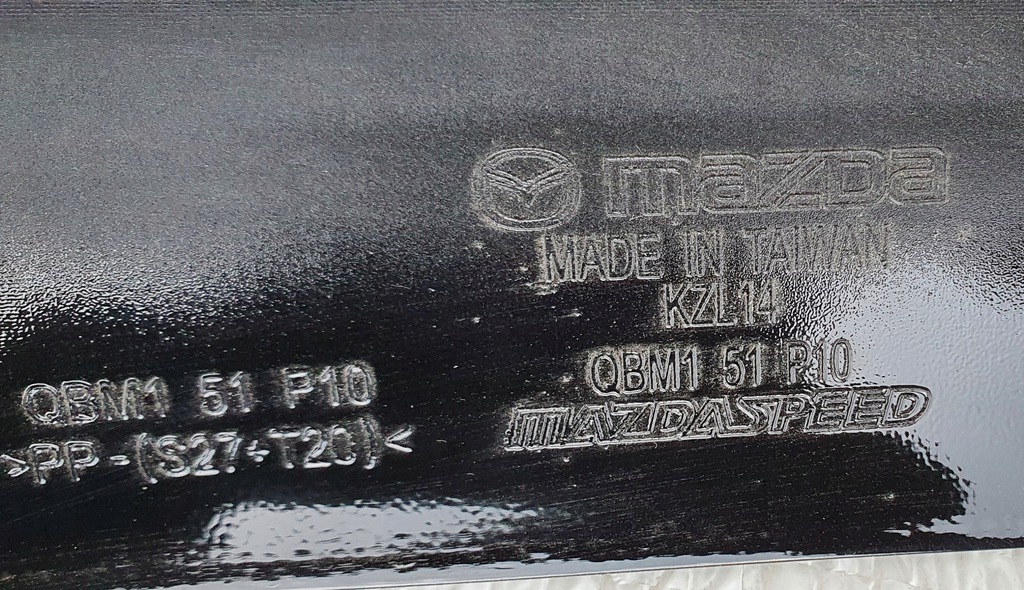 mazDa
MADE IN TAIWAN
KZL14
QBM1 51 P10
MAZDASPEED
QBM1 51 P10
>PP-(S27+T20)<